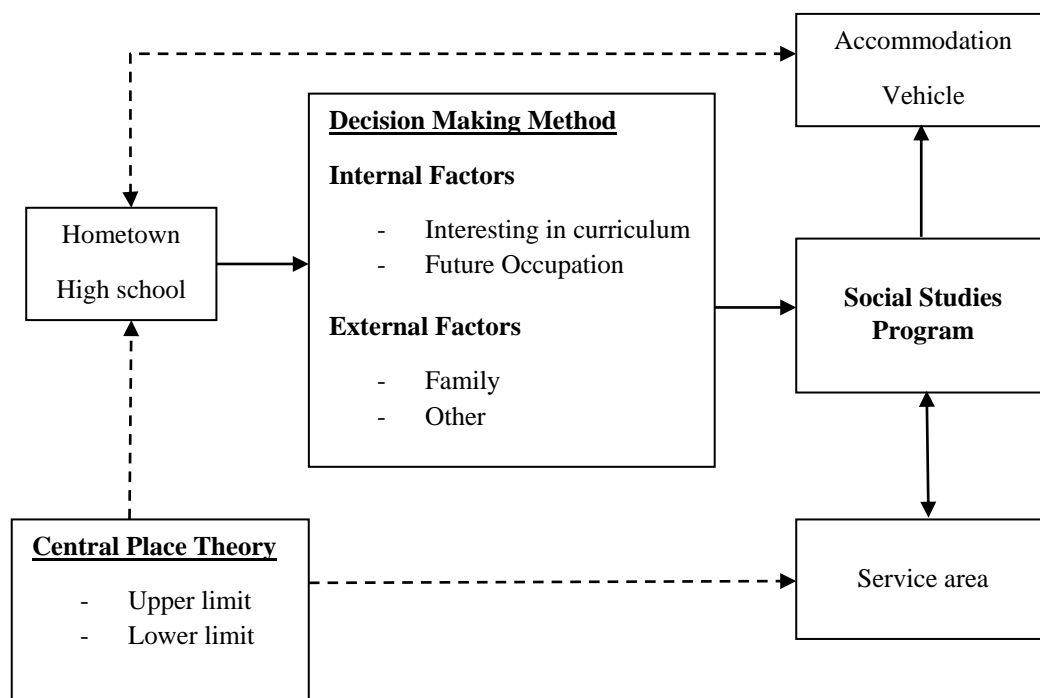 Accommodation
Vehicle
Decision Making Method
Internal Factors
- Interesting in curriculum
- Future Occupation
External Factors
- Family
- Other
Hometown
High school
Social Studies
Program
Central Place Theory
- Upper limit
- Lower limit
Service area